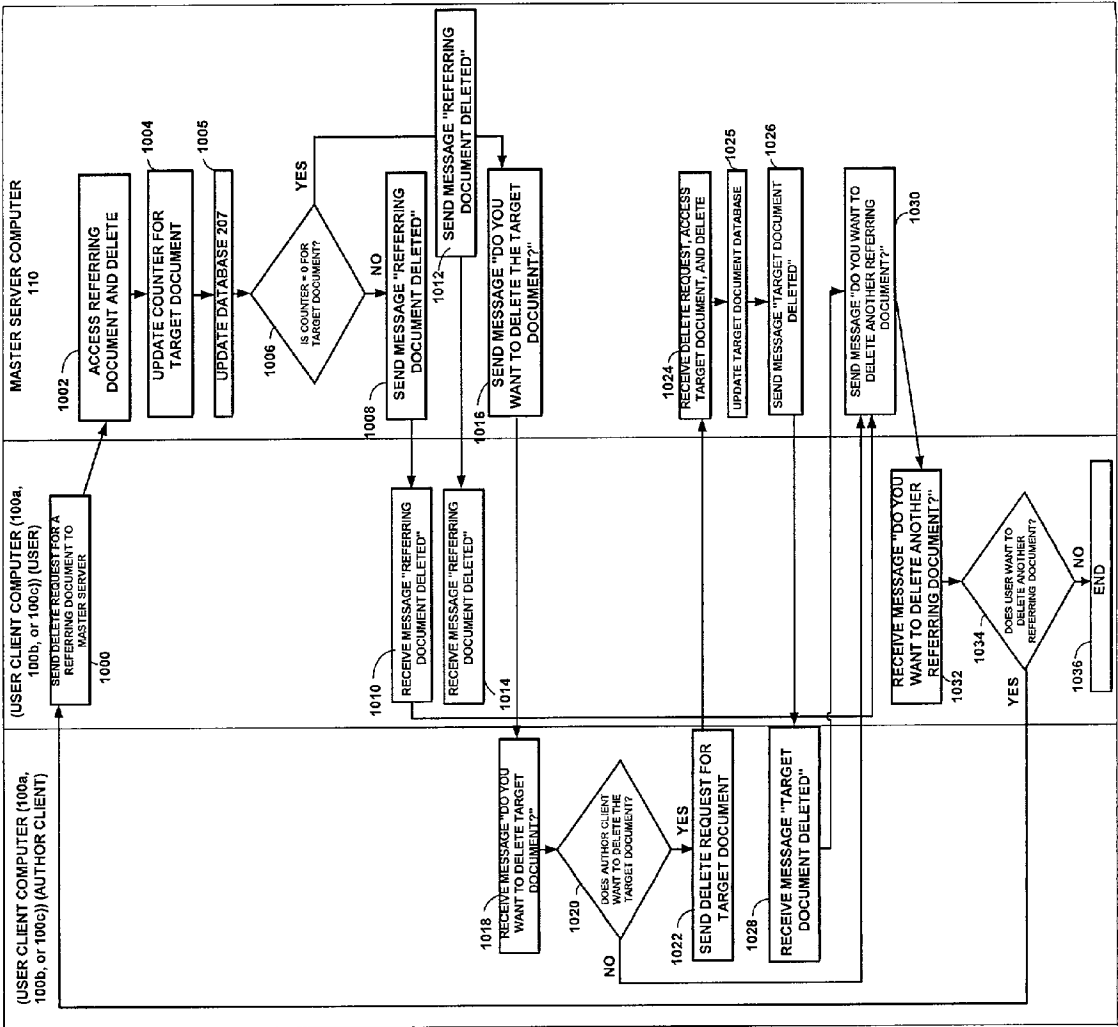 (USER CLIENT COMPUTER (100a,
100b, or 100c)) (AUTHOR CLIENT)
(USER CLIENT COMPUTER (100a,
100b, or 100c)) (USER)
MASTER SERVER COMPUTER
110
SEND DELETE REQUEST FOR A
REFERRING DOCUMENT TO
MASTER SERVER
1000
1002
ACCESS REFERRING
DOCUMENT AND DELETE
1004
UPDATE COUNTER FOR
TARGET DOCUMENT
1005
UPDATE DATABASE 207
1006
IS COUNTER = 0 FOR
TARGET DOCUMENT?
YES
NO
1008
SEND MESSAGE "REFERRING
DOCUMENT DELETED"
1010
RECEIVE MESSAGE "REFERRING
DOCUMENT DELETED"
1012
SEND MESSAGE "REFERRING
DOCUMENT DELETED"
RECEIVE MESSAGE "REFERRING
DOCUMENT DELETED"
1014
1016
SEND MESSAGE "DO YOU
WANT TO DELETE THE TARGET
DOCUMENT?"
1018
RECEIVE MESSAGE "DO YOU
WANT TO DELETE TARGET
DOCUMENT?"
1020
DOES AUTHOR CLIENT
WANT TO DELETE THE
TARGET DOCUMENT?
NO
YES
1022
SEND DELETE REQUEST FOR
TARGET DOCUMENT
1024
RECEIVE DELETE REQUEST, ACCESS
TARGET DOCUMENT, AND DELETE
1025
UPDATE TARGET DOCUMENT DATABASE
1026
SEND MESSAGE "TARGET DOCUMENT
DELETED"
1028
RECEIVE MESSAGE "TARGET
DOCUMENT DELETED"
SEND MESSAGE "DO YOU WANT TO
DELETE ANOTHER REFERRING
DOCUMENT?"
1030
RECEIVE MESSAGE "DO YOU
WANT TO DELETE ANOTHER
REFERRING DOCUMENT?"
1032
1034
DOES USER WANT TO
DELETE ANOTHER
REFERRING DOCUMENT?
YES
NO
1036
END